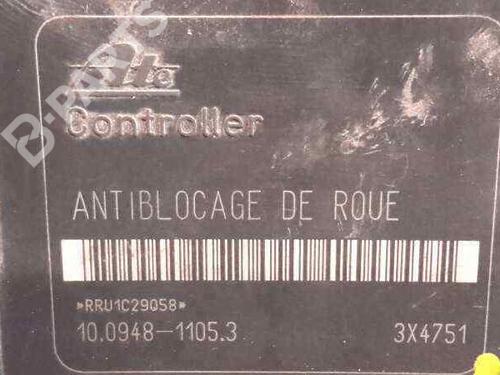 B-PARTS
Ate
Controller
ANTIBLOCAGE DE ROUE
»RRU1C29058»
10.0948-1105.3 3X4751